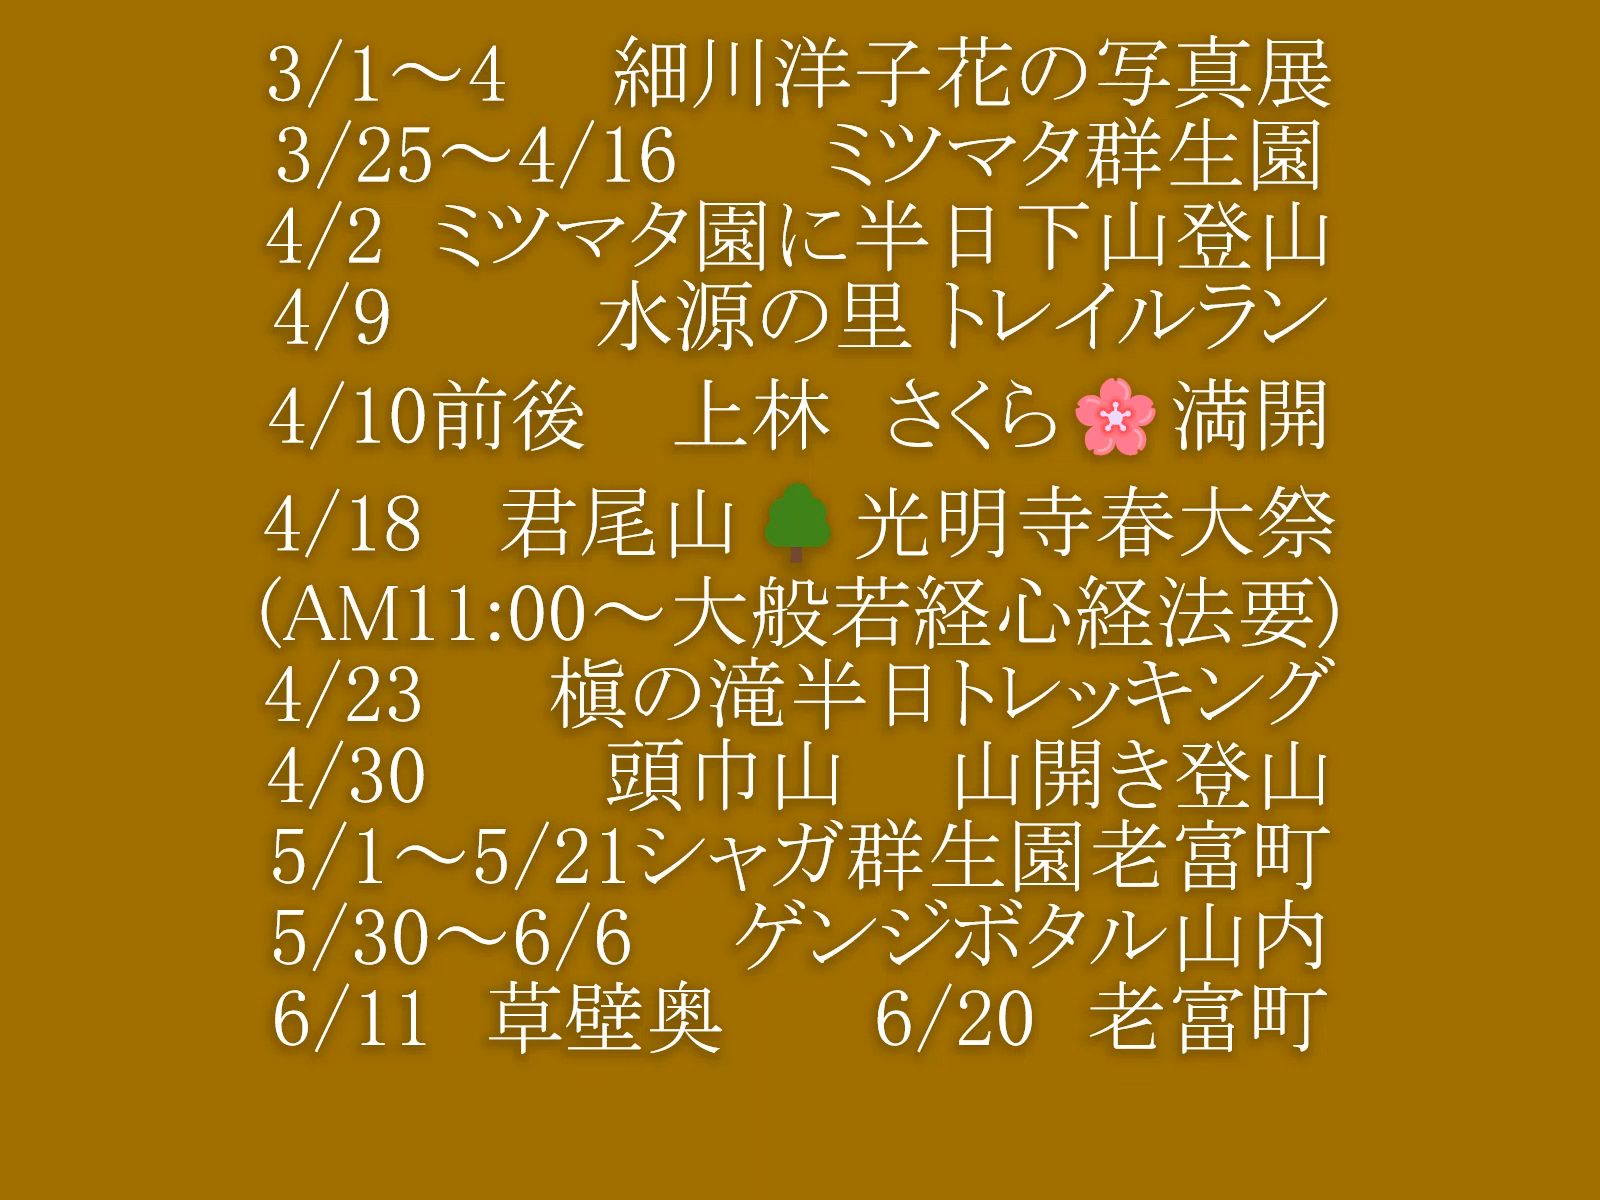 3/1〜4　細川洋子花の写真展
3/25〜4/16　ミツマタ群生園
4/2 ミツマタ園に半日下山登山
4/9　　水源の里 トレイルラン
4/10前後　上林 さくら🌸満開
4/18　君尾山🌳光明寺春大祭
(AM11:00〜大般若経心経法要)
4/23　槇の滝半日トレッキング
4/30　　頭巾山　山開き登山
5/1〜5/21シャガ群生園老富町
5/30〜6/6　ゲンジボタル山内
6/11 草壁奥　　6/20 老富町